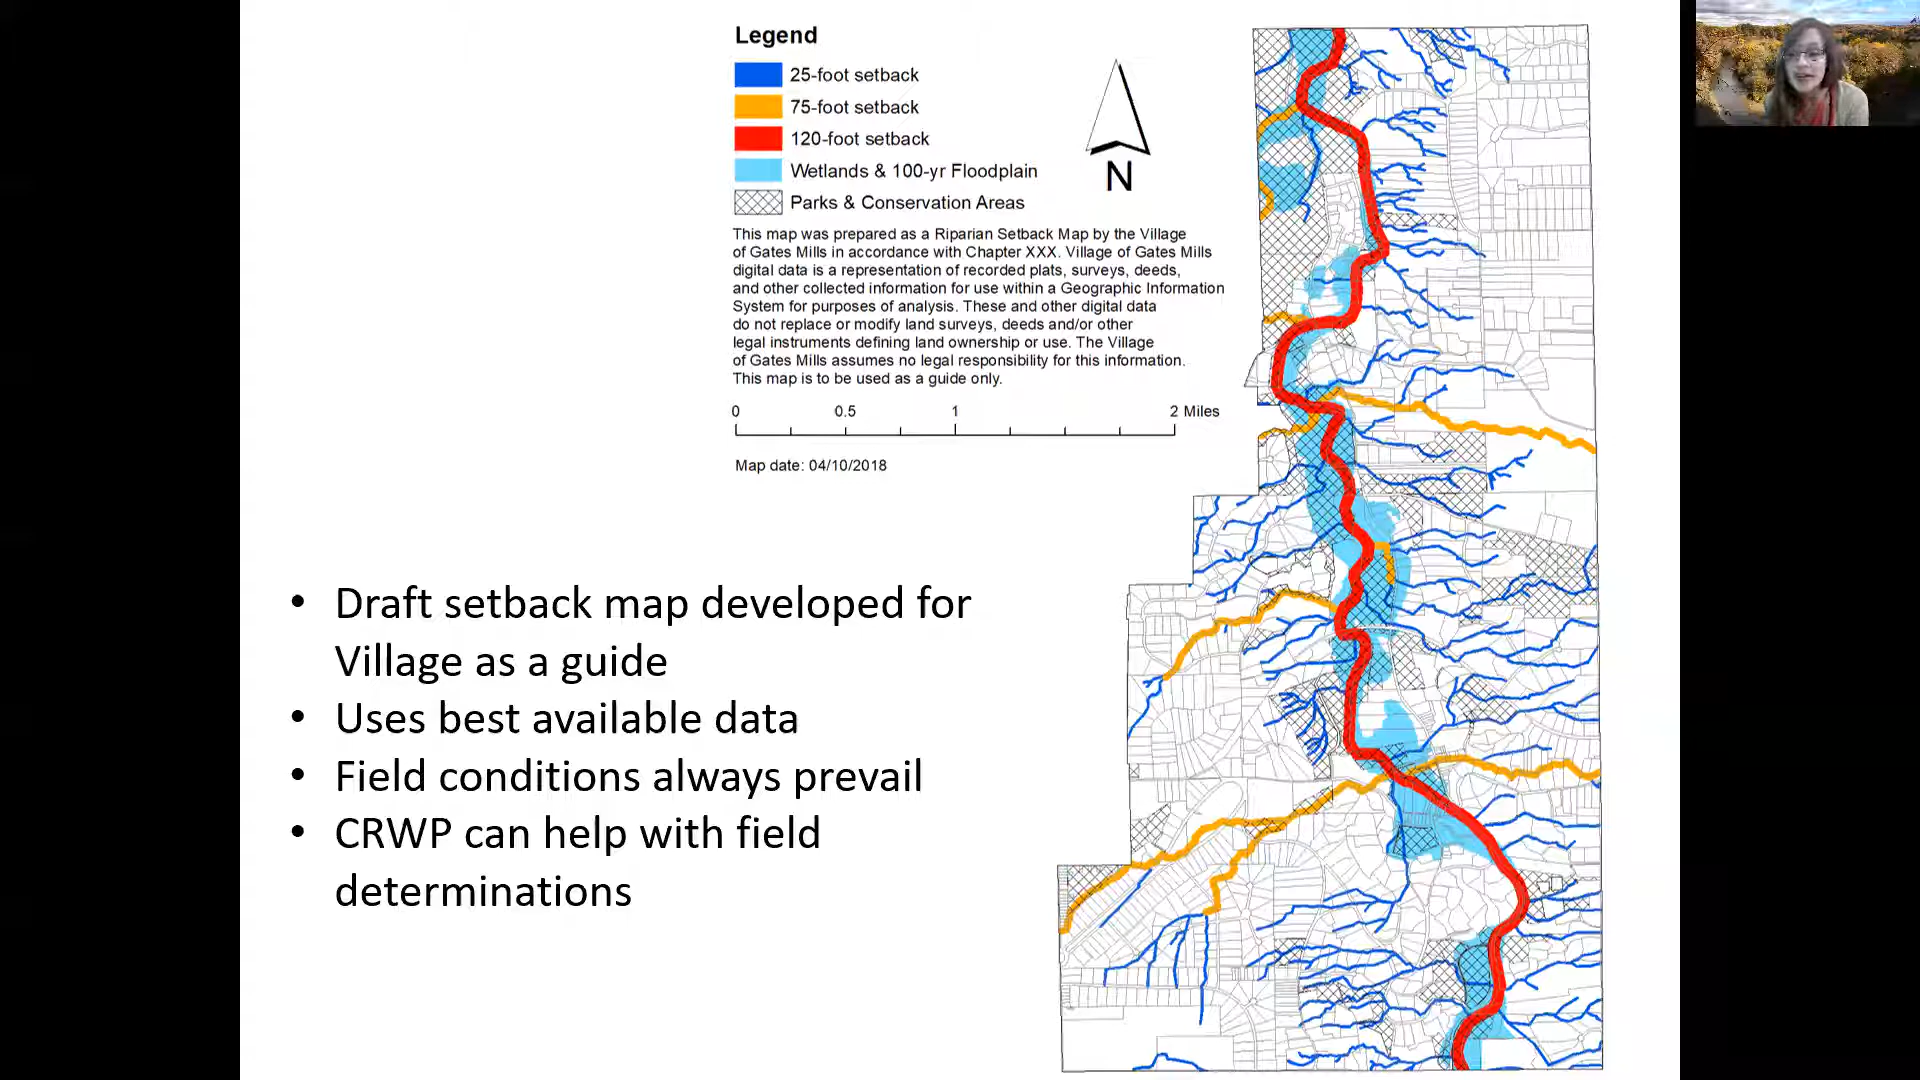 Legend
25-foot setback
75-foot setback
120-foot setback
Wetlands & 100-yr Floodplain
Parks & Conservation Areas
N
This map was prepared as a Riparian Setback Map by the Village
of Gates Mills in accordance with Chapter XXX. Village of Gates Mills
digital data is a representation of recorded plats, surveys, deeds,
and other collected information for use within a Geographic Information
System for purposes of analysis. These and other digital data
do not replace or modify land surveys, deeds and/or other
legal instruments defining land ownership or use. The Village
of Gates Mills assumes no legal responsibility for this information.
This map is to be used as a guide only.
0 0.5 1 2 Miles
Map date: 04/10/2018
• Draft setback map developed for
Village as a guide
• Uses best available data
• Field conditions always prevail
• CRWP can help with field
determinations